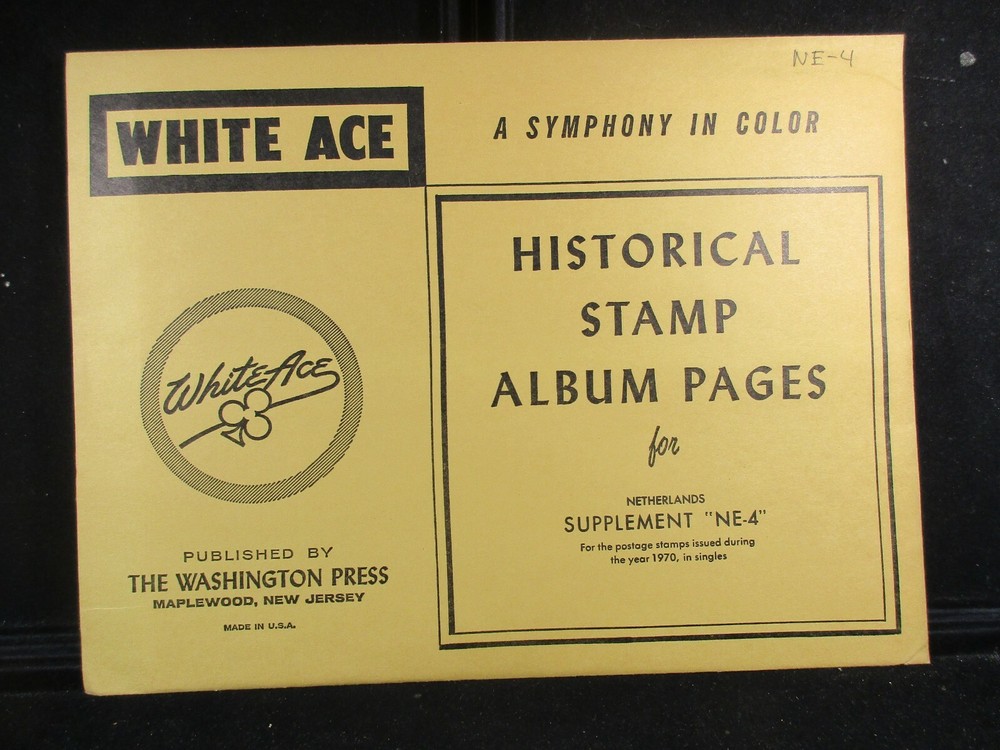 NE-4
WHITE ACE
A SYMPHONY IN COLOR
HISTORICAL
STAMP
ALBUM PAGES
for
NETHERLANDS
SUPPLEMENT "NE-4"
For the postage stamps issued during
the year 1970, in singles
White Ace
PUBLISHED BY
THE WASHINGTON PRESS
MAPLEWOOD, NEW JERSEY
MADE IN U.S.A.